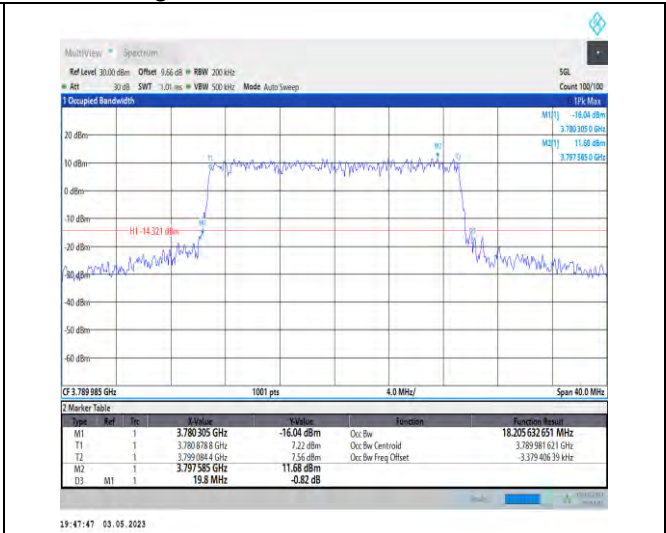 MultiView Spectrum
Ref Level 30.00 dBm Offset 9.66 dB RBW 200 kHz SGL
Att 30 dB SWT 1.01 ms VBW 500 kHz Mode Auto Sweep Count 100/100
1 Occupied Bandwidth 1Pk Max
M1[1] -16.04 dBm
3.780 305 0 GHz
M2[1] 11.68 dBm
3.797 585 0 GHz
20 dBm
M2
T1 T2
10 dBm
0 dBm
-10 dBm
M1
H1 -14.321 dBm
D3
-20 dBm
-30 dBm
-40 dBm
-50 dBm
-60 dBm
CF 3.789 985 GHz 1001 pts 4.0 MHz/ Span 40.0 MHz
2 Marker Table
Type Ref Trc X-Value Y-Value Function Function Result
M1 1 3.780 305 GHz -16.04 dBm Occ Bw 18.205 632 651 MHz
T1 1 3.780 878 8 GHz 7.22 dBm Occ Bw Centroid 3.789 981 621 GHz
T2 1 3.799 084 4 GHz 7.56 dBm Occ Bw Freq Offset -3.379 406 39 kHz
M2 1 3.797 585 GHz 11.68 dBm
D3 M1 1 19.8 MHz -0.82 dB
19:47:47 03.05.2023